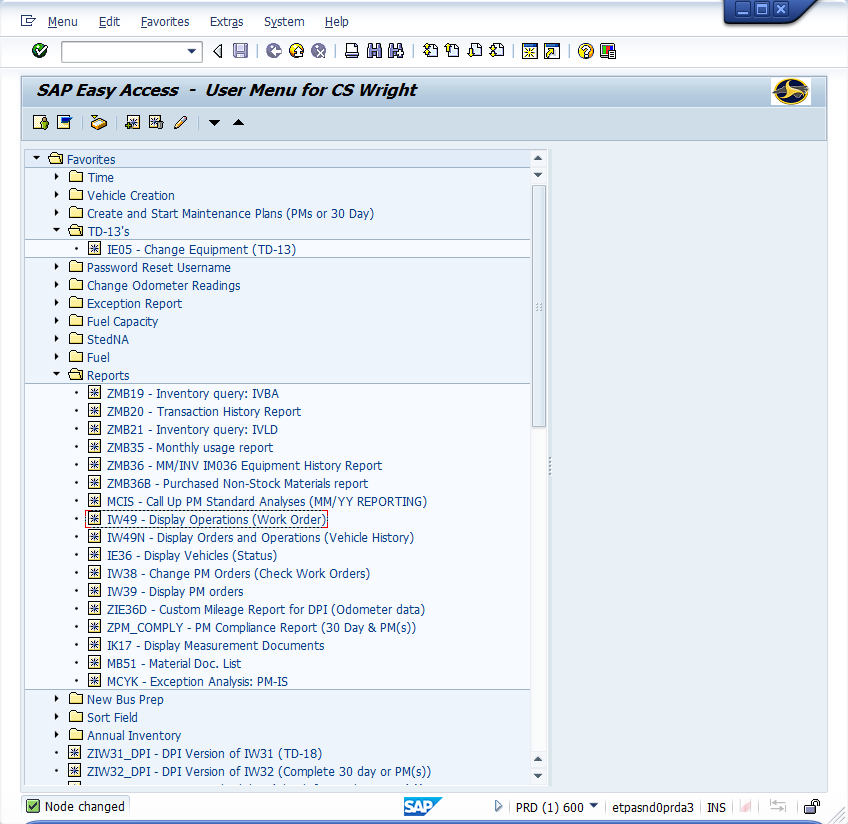 Menu Edit Favorites Extras System Help
SAP Easy Access - User Menu for CS Wright
Favorites
Time
Vehicle Creation
Create and Start Maintenance Plans (PMs or 30 Day)
TD-13's
IE05 - Change Equipment (TD-13)
Password Reset Username
Change Odometer Readings
Exception Report
Fuel Capacity
StedNA
Fuel
Reports
ZMB19 - Inventory query: IVBA
ZMB20 - Transaction History Report
ZMB21 - Inventory query: IVLD
ZMB35 - Monthly usage report
ZMB36 - MM/INV IM036 Equipment History Report
ZMB36B - Purchased Non-Stock Materials report
MCIS - Call Up PM Standard Analyses (MM/YY REPORTING)
IW49 - Display Operations (Work Order)
IW49N - Display Orders and Operations (Vehicle History)
IE36 - Display Vehicles (Status)
IW38 - Change PM Orders (Check Work Orders)
IW39 - Display PM orders
ZIE36D - Custom Mileage Report for DPI (Odometer data)
ZPM_COMPLY - PM Compliance Report (30 Day & PM(s))
IK17 - Display Measurement Documents
MB51 - Material Doc. List
MCYK - Exception Analysis: PM-IS
New Bus Prep
Sort Field
Annual Inventory
ZIW31_DPI - DPI Version of IW31 (TD-18)
ZIW32_DPI - DPI Version of IW32 (Complete 30 day or PM(s))
Node changed SAP PRD (1) 600 etpasnd0prda3 INS